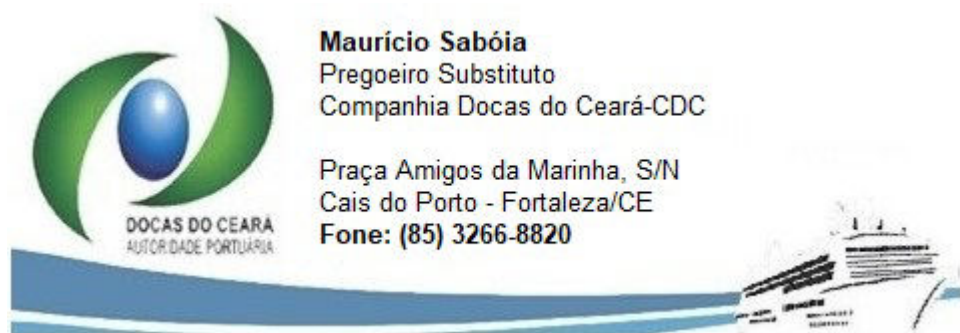 Maurício Sabóia
Pregoeiro Substituto
Companhia Docas do Ceará-CDC
Praça Amigos da Marinha, S/N
Cais do Porto - Fortaleza/CE
Fone: (85) 3266-8820
DOCAS DO CEARÁ
AUTORIDADE PORTUÁRIA